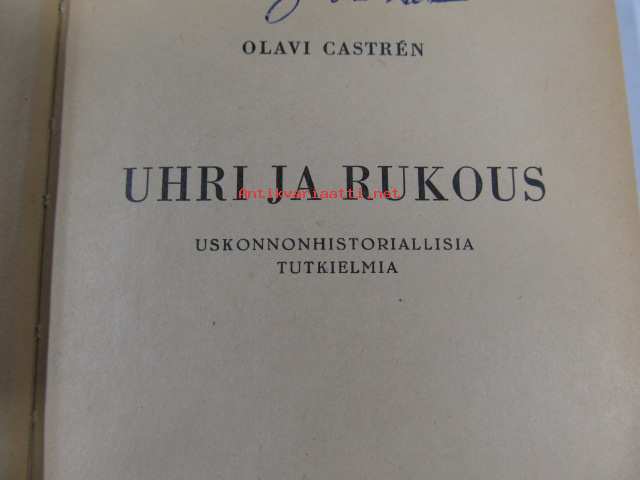 OLAVI CASTRÉN
UHRI JA RUKOUS
Antikvariaatti.net
USKONNONHISTORIALLISIA
TUTKIELMIA